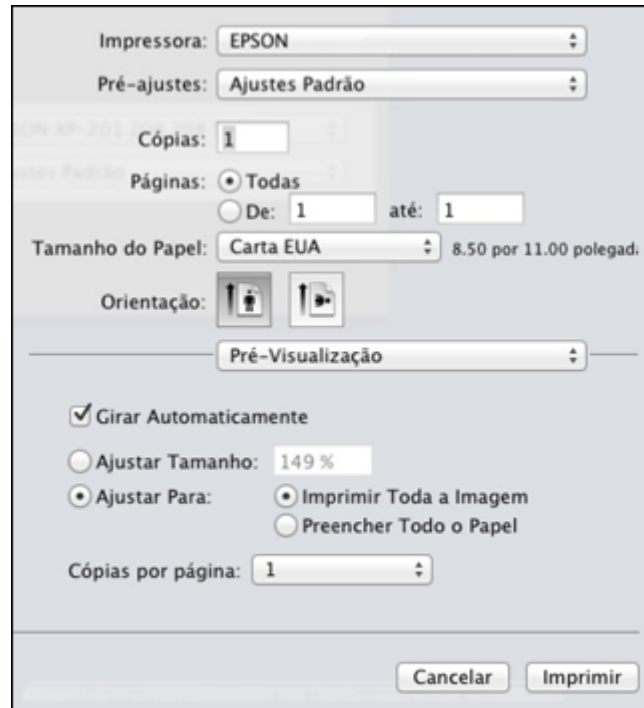 Impressora: EPSON
Pré-ajustes: Ajustes Padrão
Cópias: 1
Páginas: Todas
De: 1 até: 1
Tamanho do Papel: Carta EUA 8.50 por 11.00 polegada
Orientação:
Pré-Visualização
Girar Automaticamente
Ajustar Tamanho: 149 %
Ajustar Para: Imprimir Toda a Imagem
Preencher Todo o Papel
Cópias por página: 1
Cancelar Imprimir